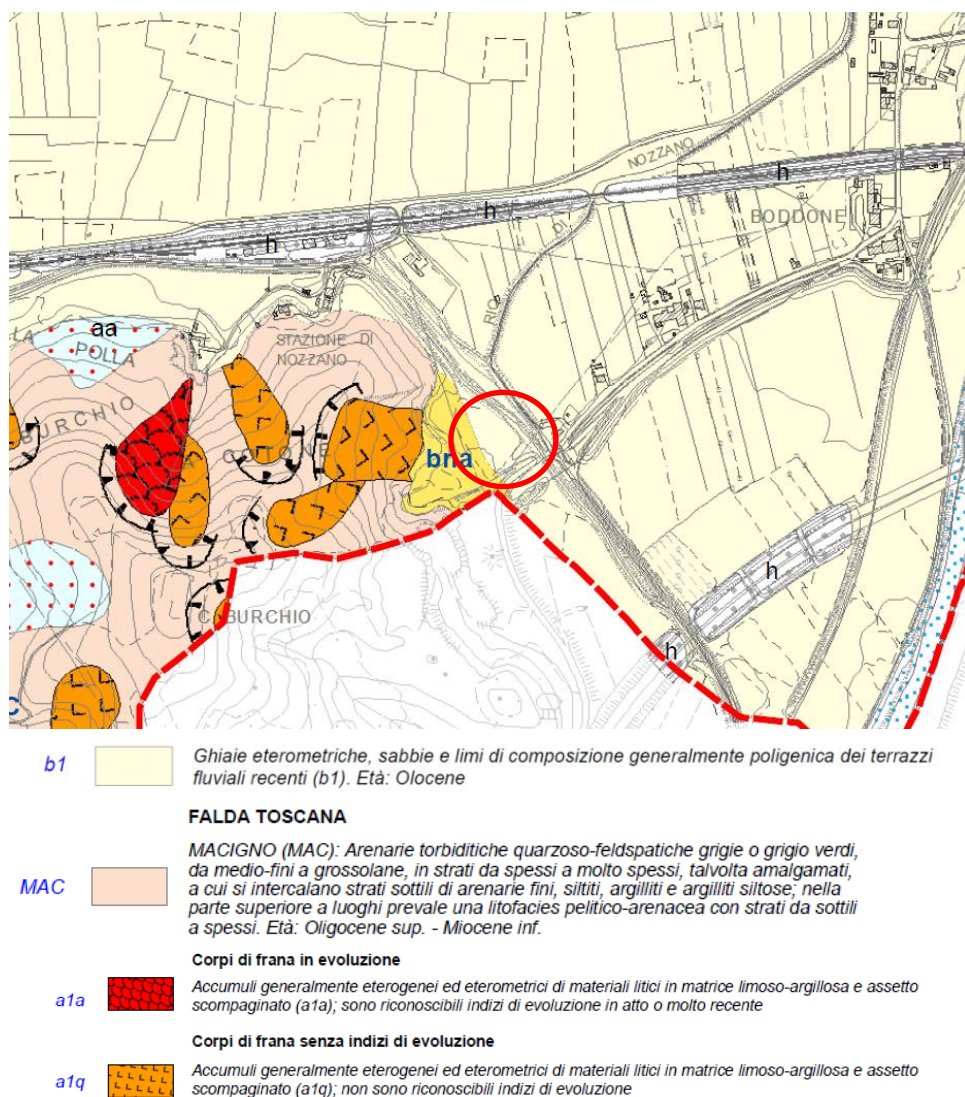 NOZZANO
h
h
BODDONE
h
DI
RIO
LA
aa
POLLA
STAZIONE DI
NOZZANO
BURCHIO
COTONE
bna
h
C. BURCHIO
h
C
b1 Ghiaie eterometriche, sabbie e limi di composizione generalmente poligenica dei terrazzi
fluviali recenti (b1). Età: Olocene
FALDA TOSCANA
MACIGNO (MAC): Arenarie torbiditiche quarzoso-feldspatiche grigie o grigio verdi,
da medio-fini a grossolane, in strati da spessi a molto spessi, talvolta amalgamati,
MAC a cui si intercalano strati sottili di arenarie fini, siltiti, argilliti e argilliti siltose; nella
parte superiore a luoghi prevale una litofacies pelitico-arenacea con strati da sottili
a spessi. Età: Oligocene sup. - Miocene inf.
Corpi di frana in evoluzione
a1a Accumuli generalmente eterogenei ed eterometrici di materiali litici in matrice limoso-argillosa e assetto
scompaginato (a1a); sono riconoscibili indizi di evoluzione in atto o molto recente
Corpi di frana senza indizi di evoluzione
a1q Accumuli generalmente eterogenei ed eterometrici di materiali litici in matrice limoso-argillosa e assetto
scompaginato (a1q); non sono riconoscibili indizi di evoluzione